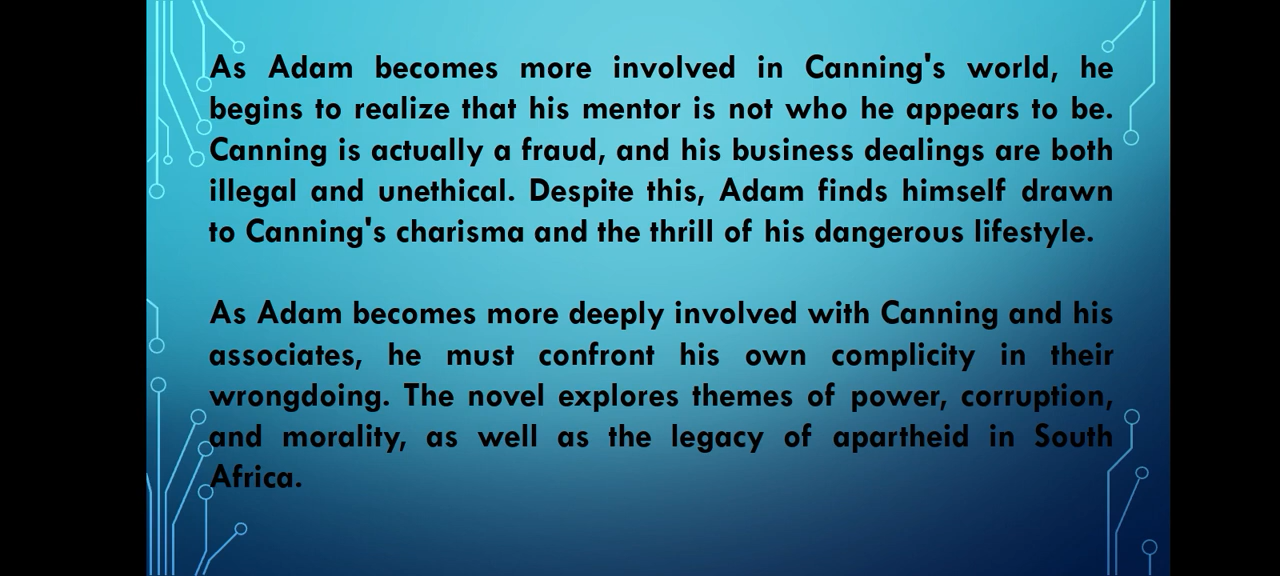 As Adam becomes more involved in Canning's world, he
begins to realize that his mentor is not who he appears to be.
Canning is actually a fraud, and his business dealings are both
illegal and unethical. Despite this, Adam finds himself drawn
to Canning's charisma and the thrill of his dangerous lifestyle.
As Adam becomes more deeply involved with Canning and his
associates, he must confront his own complicity in their
wrongdoing. The novel explores themes of power, corruption,
and morality, as well as the legacy of apartheid in South
Africa.